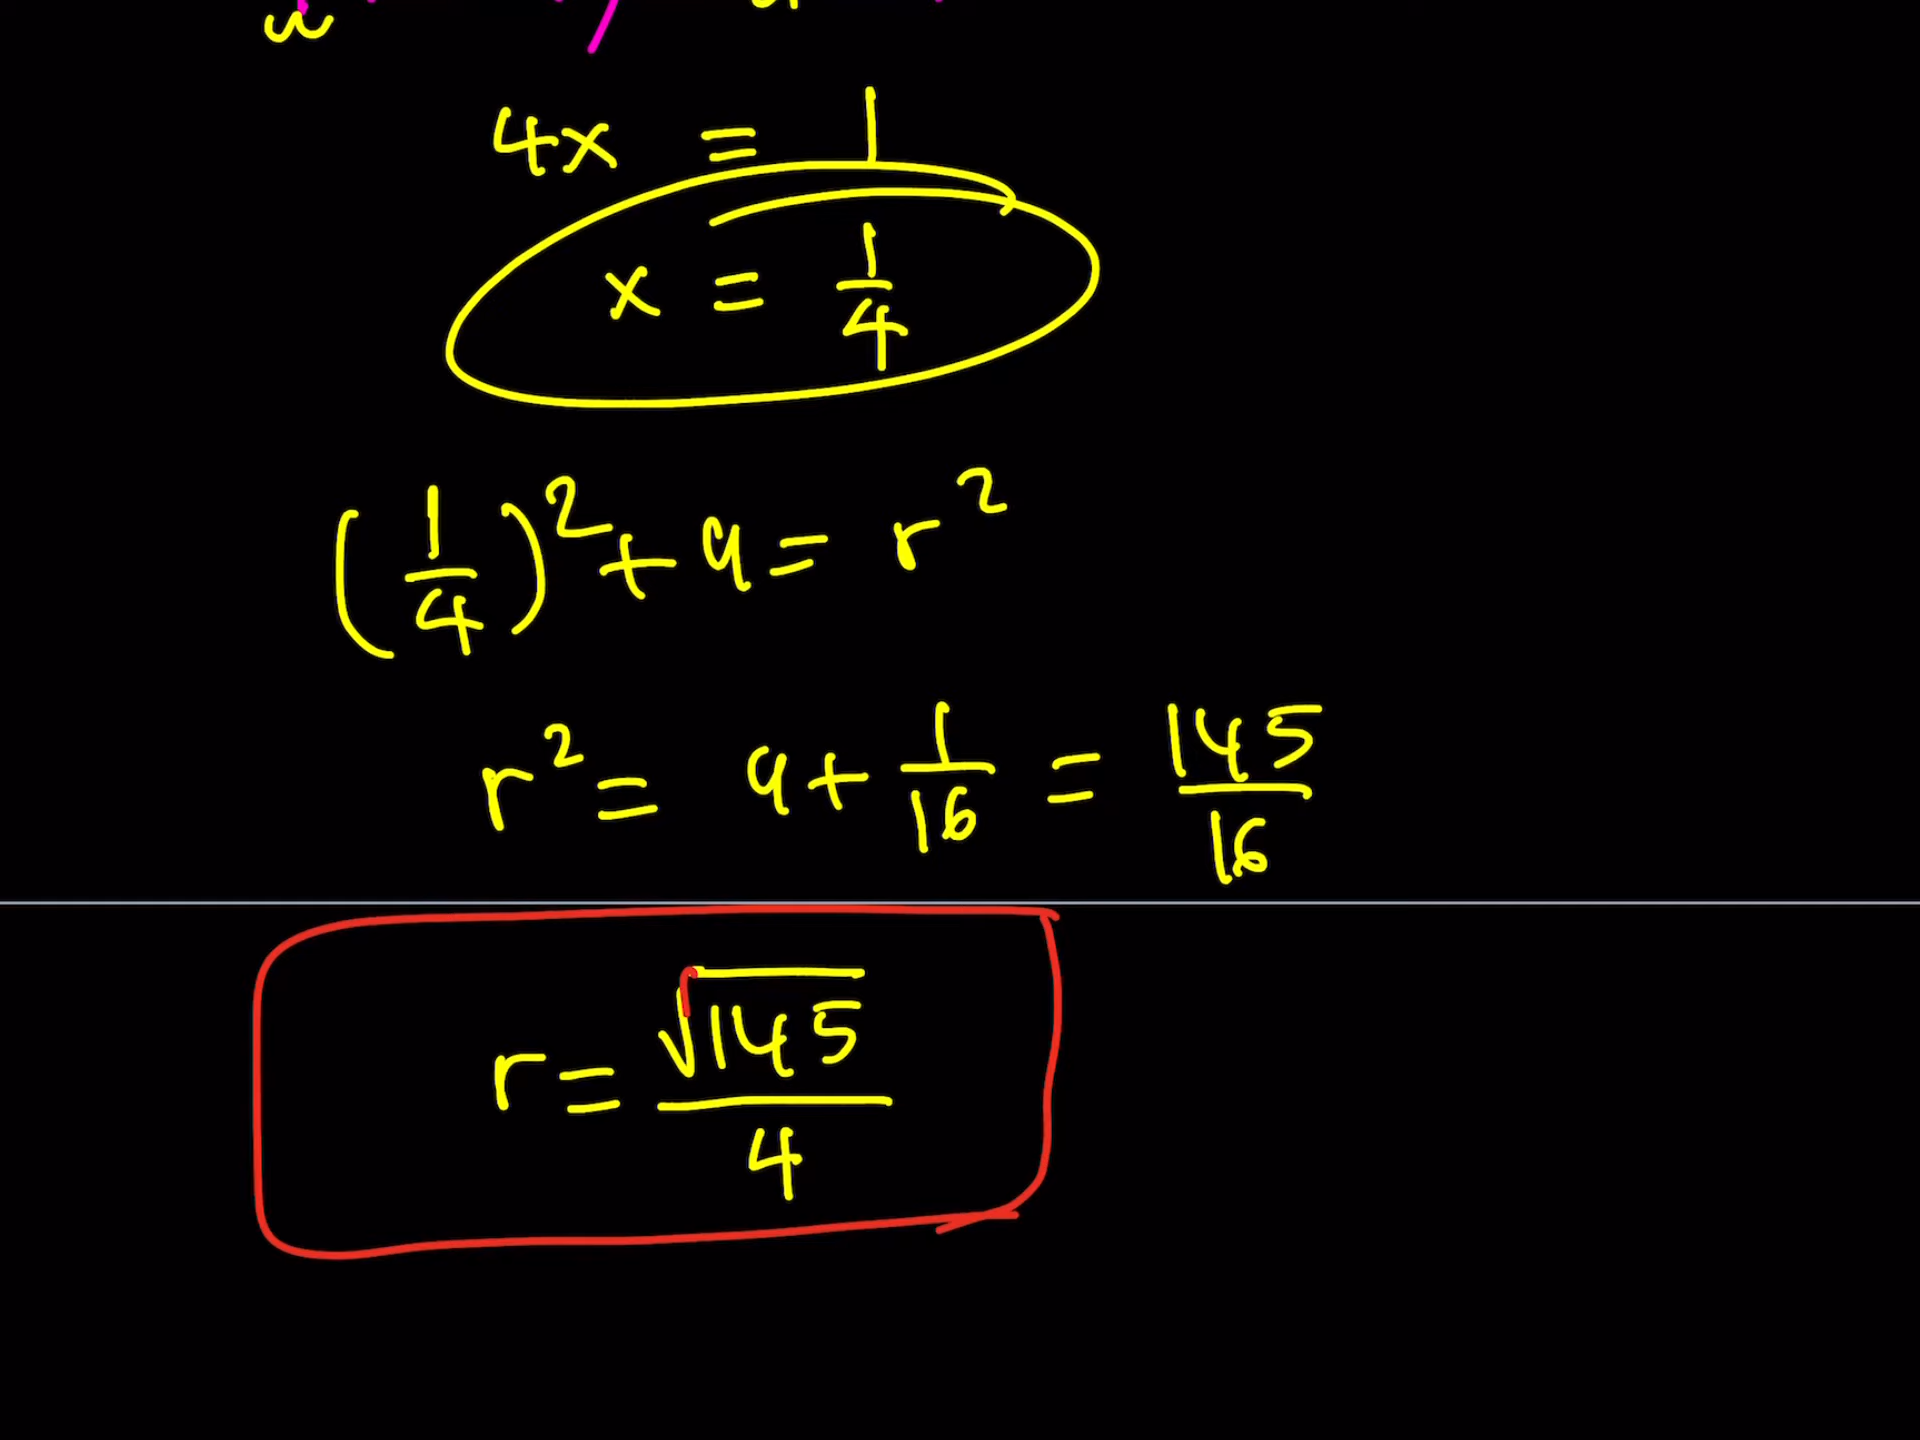 4x = 1
x = 1/4
(1/4)² + 9 = r²
r² = 9 + 1/16 = 145/16
r = √145/4